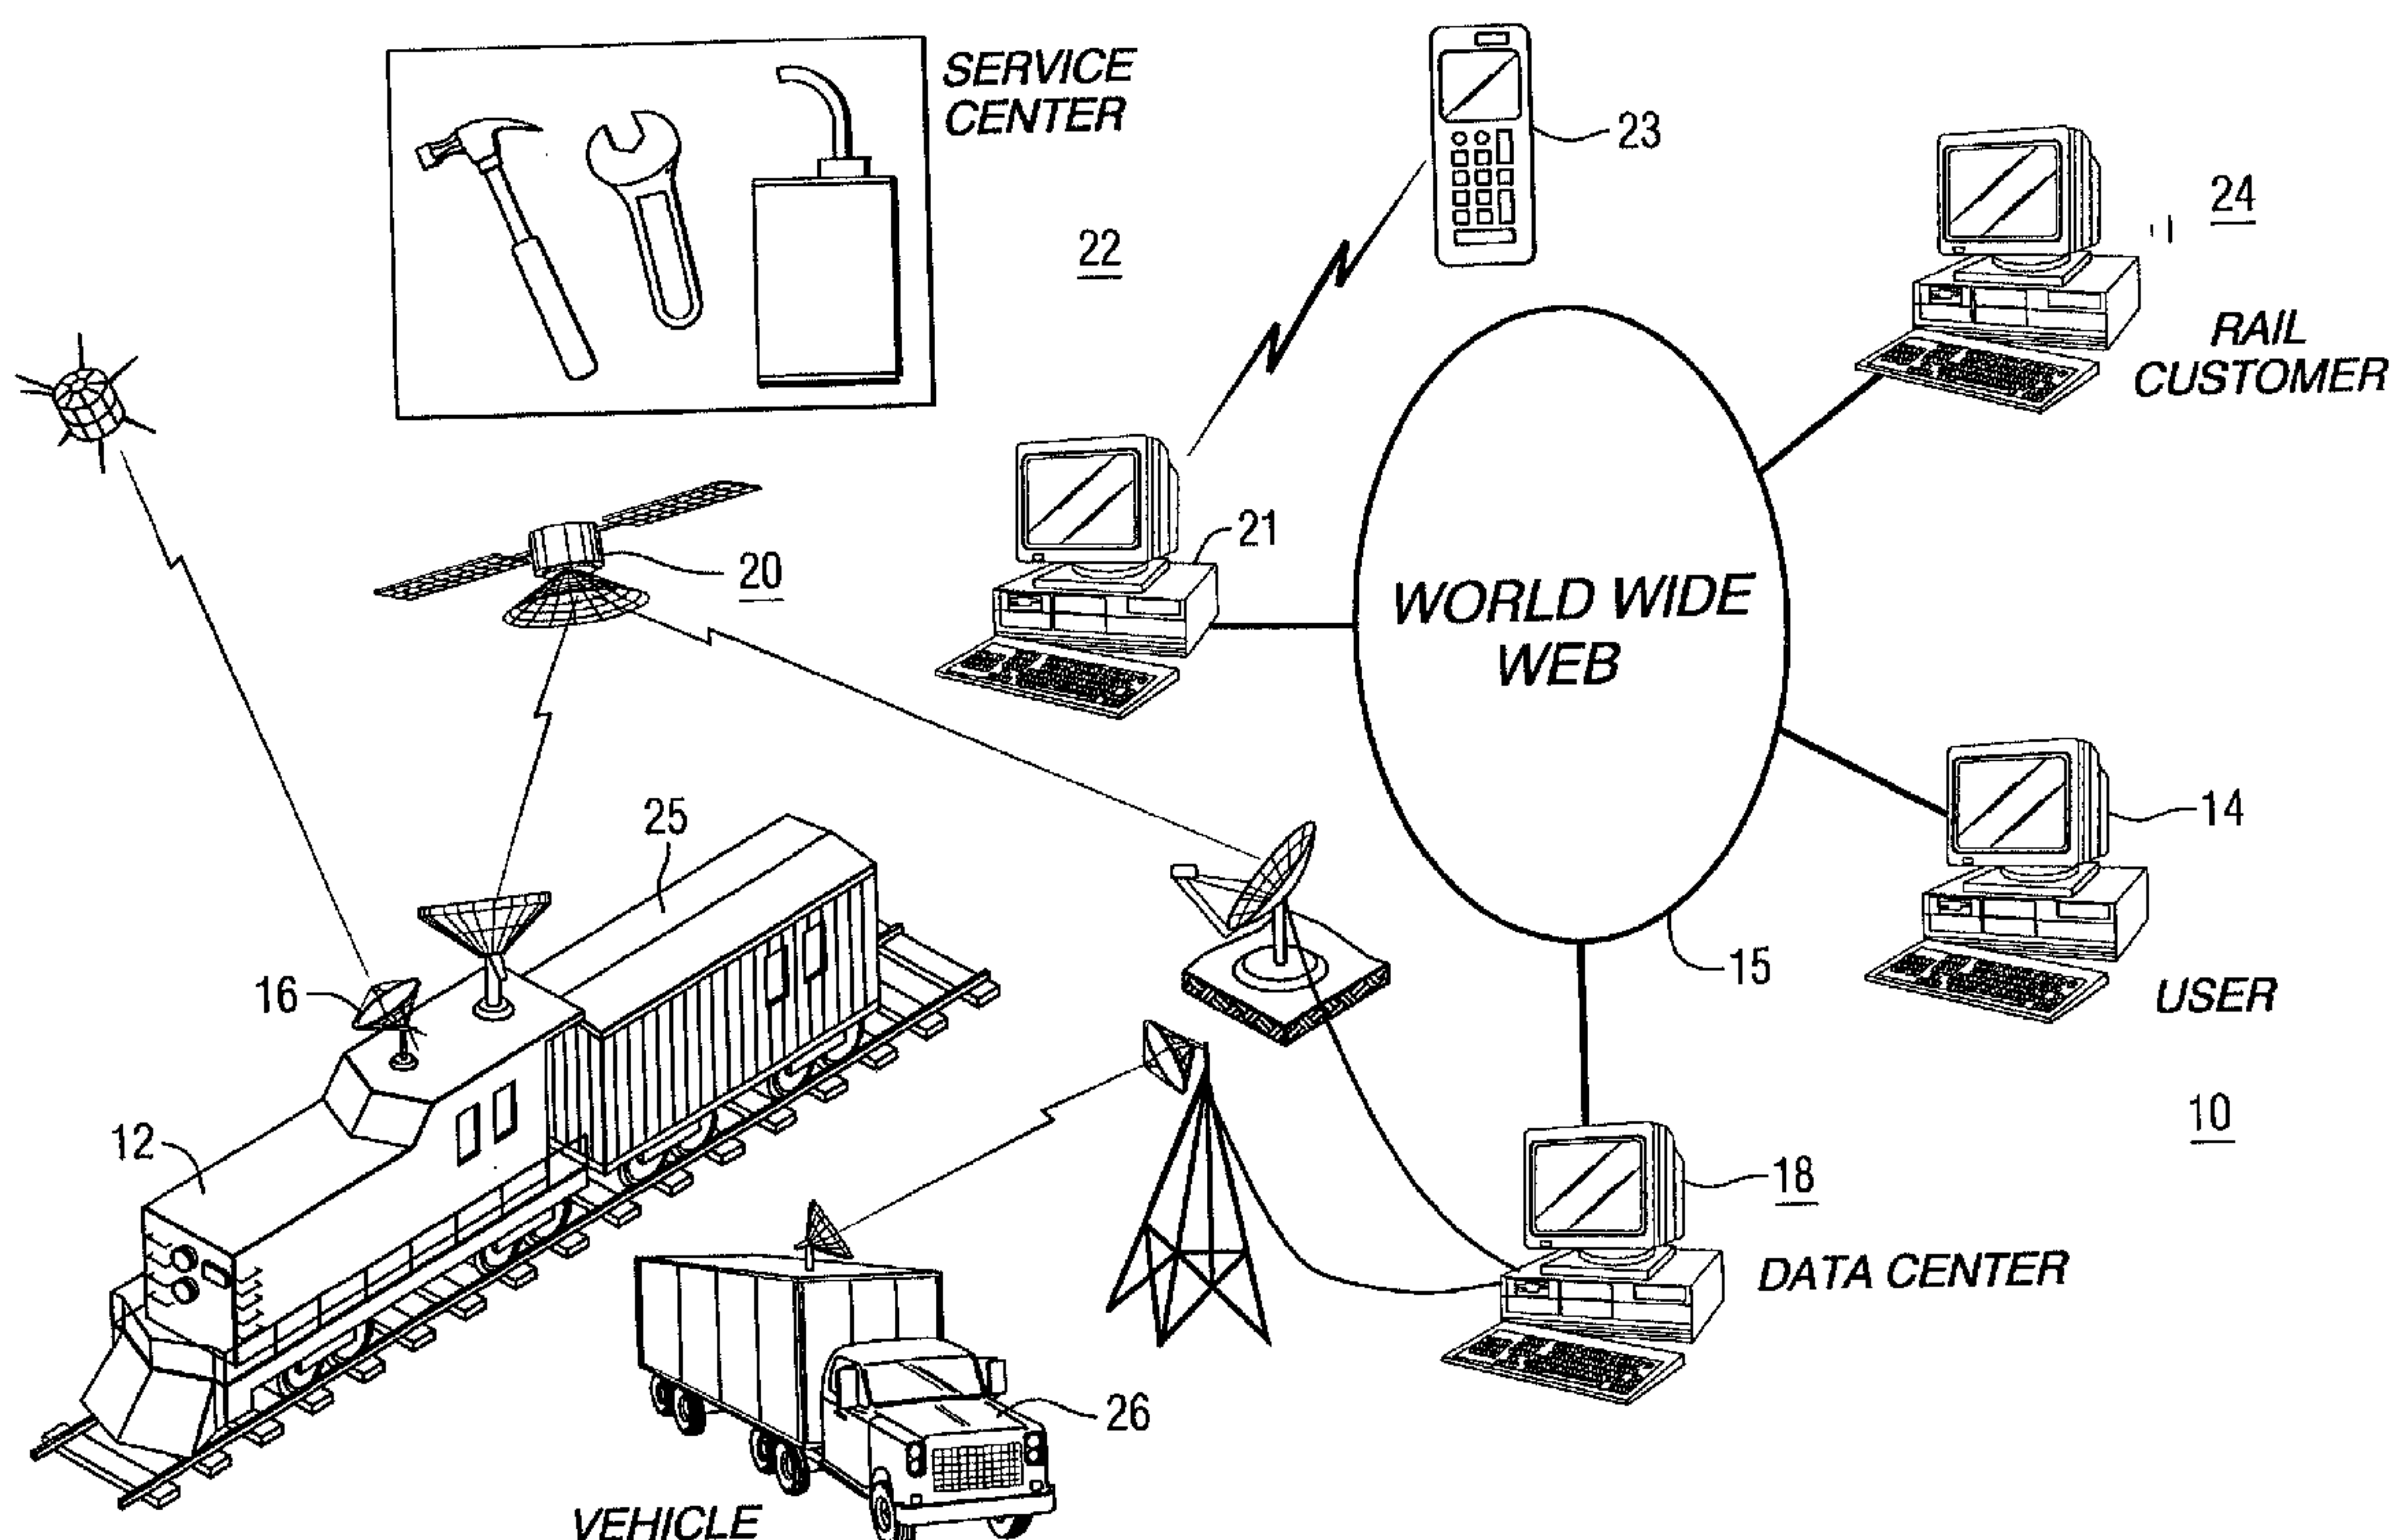 SERVICE
CENTER
22
23
24
RAIL
CUSTOMER
20
21
WORLD WIDE
WEB
25
14
16
15
USER
12
10
18
DATA CENTER
26
VEHICLE